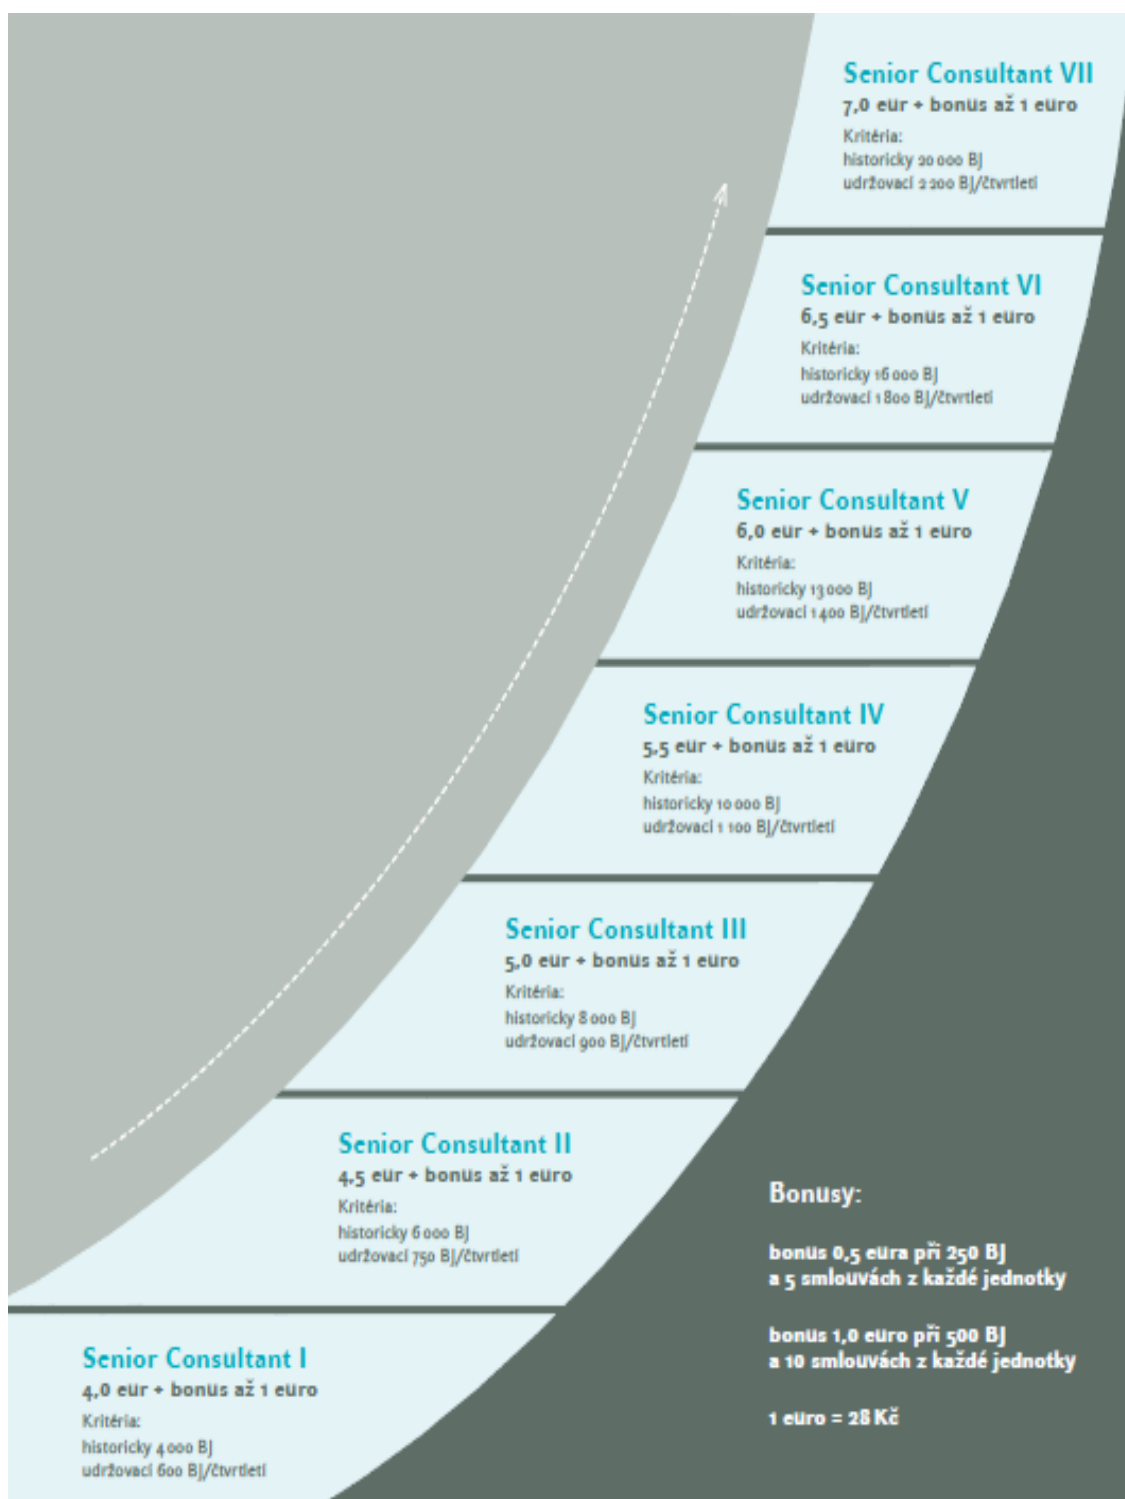 Senior Consultant VII
7,0 eur + bonus až 1 euro
Kritéria:
historicky 20 000 BJ
udržovací 2 200 BJ/čtvrtletí
Senior Consultant VI
6,5 eur + bonus až 1 euro
Kritéria:
historicky 16 000 BJ
udržovací 1 800 BJ/čtvrtletí
Senior Consultant V
6,0 eur + bonus až 1 euro
Kritéria:
historicky 13 000 BJ
udržovací 1 400 BJ/čtvrtletí
Senior Consultant IV
5,5 eur + bonus až 1 euro
Kritéria:
historicky 10 000 BJ
udržovací 1 100 BJ/čtvrtletí
Senior Consultant III
5,0 eur + bonus až 1 euro
Kritéria:
historicky 8 000 BJ
udržovací 900 BJ/čtvrtletí
Senior Consultant II
4,5 eur + bonus až 1 euro
Kritéria:
historicky 6 000 BJ
udržovací 750 BJ/čtvrtletí
Senior Consultant I
4,0 eur + bonus až 1 euro
Kritéria:
historicky 4 000 BJ
udržovací 600 BJ/čtvrtletí
Bonusy:
bonus 0,5 eura při 250 BJ
a 5 smlouvách z každé jednotky
bonus 1,0 euro při 500 BJ
a 10 smlouvách z každé jednotky
1 euro = 28 Kč